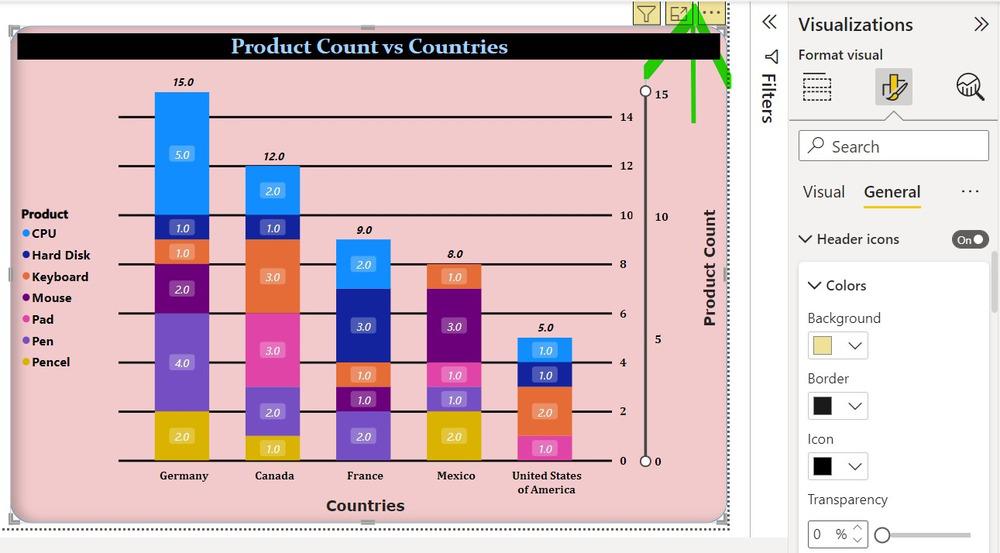 Product Count vs Countries
15.0
12.0
9.0
8.0
5.0
5.0
1.0
1.0
2.0
4.0
2.0
2.0
1.0
3.0
3.0
2.0
1.0
2.0
3.0
1.0
1.0
2.0
1.0
3.0
1.0
1.0
2.0
1.0
1.0
2.0
1.0
Product
CPU
Hard Disk
Keyboard
Mouse
Pad
Pen
Pencel
14
12
10
8
6
4
2
0
15
10
5
0
Product Count
Germany
Canada
France
Mexico
United States
of America
Countries
Filters
Visualizations
Format visual
Search
Visual
General
Header icons
On
Colors
Background
Border
Icon
Transparency
0 %